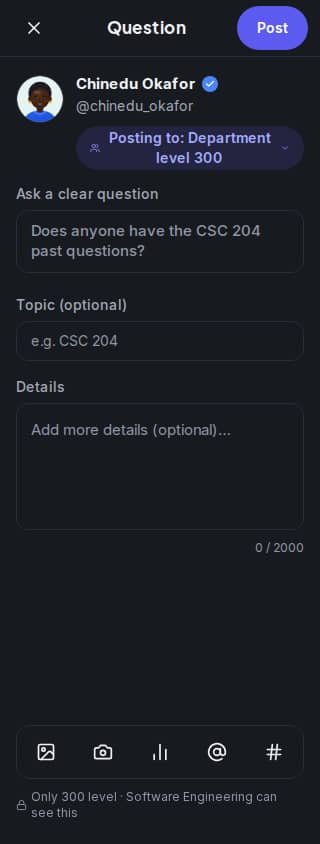 Question
Post
Chinedu Okafor
@chinedu_okafor
Posting to: Department
level 300
Ask a clear question
Does anyone have the CSC 204
past questions?
Topic (optional)
e.g. CSC 204
Details
Add more details (optional)...
0 / 2000
Only 300 level · Software Engineering can
see this